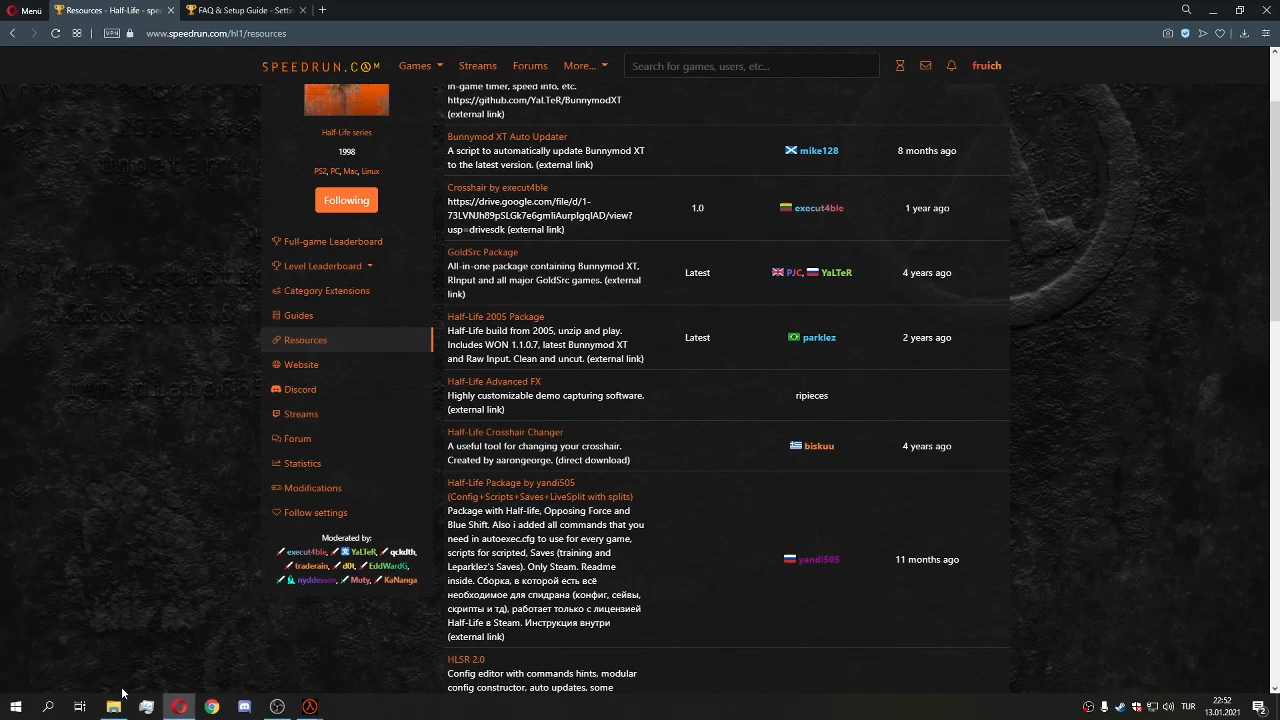 Menü
Resources - Half-Life - spee
FAQ & Setup Guide - Setti
VPN
www.speedrun.com/hl1/resources
SPEEDRUN.COM
Games
Streams
Forums
More...
Search for games, users, etc...
fruich
Half-Life series
1998
PS2, PC, Mac, Linux
Following
Full-game Leaderboard
Level Leaderboard
Category Extensions
Guides
Resources
Website
Discord
Streams
Forum
Statistics
Modifications
Follow settings
Moderated by:
execut4ble, YaLTeR, qckdth,
traderain, d0t, EddWardG,
nyddesson, Muty, KaNanga
in-game timer, speed info, etc.
https://github.com/YaLTeR/BunnymodXT
(external link)
Bunnymod XT Auto Updater
A script to automatically update Bunnymod XT
to the latest version. (external link)
mike128
8 months ago
Crosshair by execut4ble
https://drive.google.com/file/d/1-
73LVNJh89pSLGk7e6gmIiAurpIgqIAD/view?
usp=drivesdk (external link)
1.0
execut4ble
1 year ago
GoldSrc Package
All-in-one package containing Bunnymod XT,
RInput and all major GoldSrc games. (external
link)
Latest
PJC, YaLTeR
4 years ago
Half-Life 2005 Package
Half-Life build from 2005, unzip and play.
Includes WON 1.1.0.7, latest Bunnymod XT
and Raw Input. Clean and uncut. (external link)
Latest
parklez
2 years ago
Half-Life Advanced FX
Highly customizable demo capturing software.
(external link)
ripieces
Half-Life Crosshair Changer
A useful tool for changing your crosshair.
Created by aarongeorge. (direct download)
biskuu
4 years ago
Half-Life Package by yandi505
(Config+Scripts+Saves+LiveSplit with splits)
Package with Half-life, Opposing Force and
Blue Shift. Also i added all commands that you
need in autoexec.cfg to use for every game,
scripts for scripted, Saves (training and
Leparklez's Saves). Only Steam. Readme
inside. Сборка, в которой есть всё
необходимое для спидрана (конфиг, сейвы,
скрипты и тд), работает только с лицензией
Half-Life в Steam. Инструкция внутри
(external link)
yandi505
11 months ago
HLSR 2.0
Config editor with commands hints, modular
config constructor, auto updates, some
TUR
22:52
13.01.2021
2